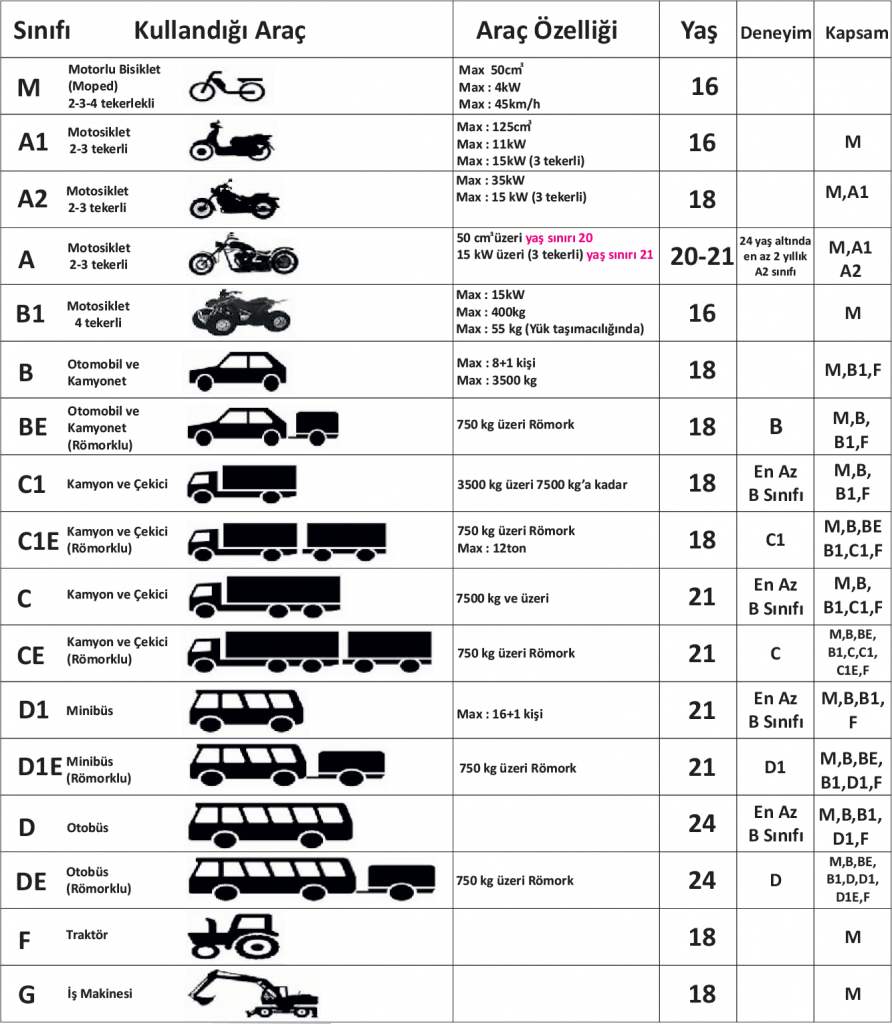 Sınıfı Kullandığı Araç Araç Özelliği Yaş Deneyim Kapsam
M
Motorlu Bisiklet
(Moped)
2-3-4 tekerlekli
Max 50cm³
Max : 4kW
Max : 45km/h
16
A1
Motosiklet
2-3 tekerli
Max : 125cm³
Max : 11kW
Max : 15kW (3 tekerli)
16
M
A2
Motosiklet
2-3 tekerli
Max : 35kW
Max : 15 kW (3 tekerli)
18
M,A1
A
Motosiklet
2-3 tekerli
50 cm³üzeri yaş sınırı 20
15 kW üzeri (3 tekerli) yaş sınırı 21
20-21
24 yaş altında
en az 2 yıllık
A2 sınıfı
M,A1
A2
B1
Motosiklet
4 tekerli
Max : 15kW
Max : 400kg
Max : 55 kg (Yük taşımacılığında)
16
M
B
Otomobil ve
Kamyonet
Max : 8+1 kişi
Max : 3500 kg
18
M,B1,F
BE
Otomobil ve
Kamyonet
(Römorklu)
750 kg üzeri Römork
18
B
M,B,
B1,F
C1
Kamyon ve Çekici
3500 kg üzeri 7500 kg’a kadar
18
En Az
B Sınıfı
M,B,
B1,F
C1E
Kamyon ve Çekici
(Römorklu)
750 kg üzeri Römork
Max : 12ton
18
C1
M,B,BE
B1,C1,F
C
Kamyon ve Çekici
7500 kg ve üzeri
21
En Az
B Sınıfı
M,B,
B1,C1,F
CE
Kamyon ve Çekici
(Römorklu)
750 kg üzeri Römork
21
C
M,B,BE,
B1,C,C1,
C1E,F
D1
Minibüs
Max : 16+1 kişi
21
En Az
B Sınıfı
M,B,B1,
F
D1E
Minibüs
(Römorklu)
750 kg üzeri Römork
21
D1
M,B,BE,
B1,D1,F
D
Otobüs
24
En Az
B Sınıfı
M,B,B1,
D1,F
DE
Otobüs
(Römorklu)
750 kg üzeri Römork
24
D
M,B,BE,
B1,D,D1,
D1E,F
F
Traktör
18
M
G
İş Makinesi
18
M